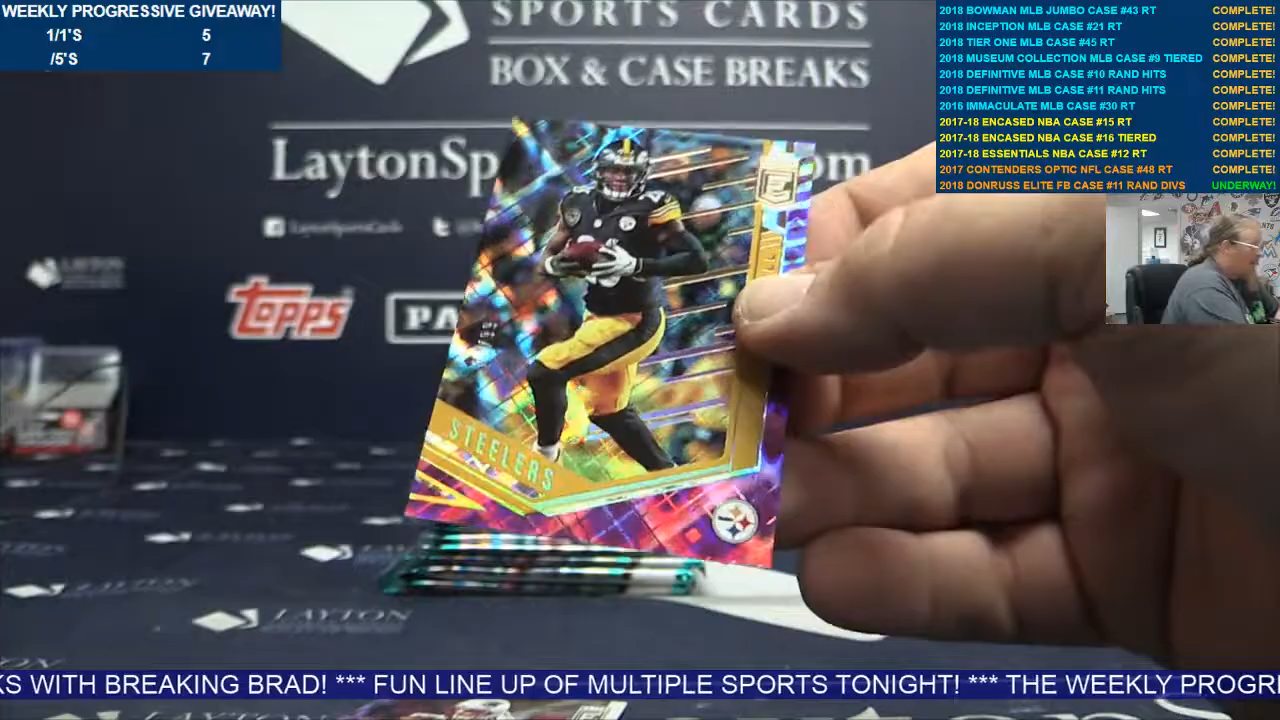 WEEKLY PROGRESSIVE GIVEAWAY!
1/1'S 5
/5'S 7
SPORTS CARDS
BOX & CASE BREAKS
LaytonSp om
LaytonSportsCards
TOPPS
PA
2018 BOWMAN MLB JUMBO CASE #43 RT COMPLETE!
2018 INCEPTION MLB CASE #21 RT COMPLETE!
2018 TIER ONE MLB CASE #45 RT COMPLETE!
2018 MUSEUM COLLECTION MLB CASE #9 TIERED COMPLETE!
2018 DEFINITIVE MLB CASE #10 RAND HITS COMPLETE!
2018 DEFINITIVE MLB CASE #11 RAND HITS COMPLETE!
2016 IMMACULATE MLB CASE #30 RT COMPLETE!
2017-18 ENCASED NBA CASE #15 RT COMPLETE!
2017-18 ENCASED NBA CASE #16 TIERED COMPLETE!
2017-18 ESSENTIALS NBA CASE #12 RT COMPLETE!
2017 CONTENDERS OPTIC NFL CASE #48 RT COMPLETE!
2018 DONRUSS ELITE FB CASE #11 RAND DIVS UNDERWAY!
STEELERS
LAYTON
KS WITH BREAKING BRAD! *** FUN LINE UP OF MULTIPLE SPORTS TONIGHT! *** THE WEEKLY PROGRE